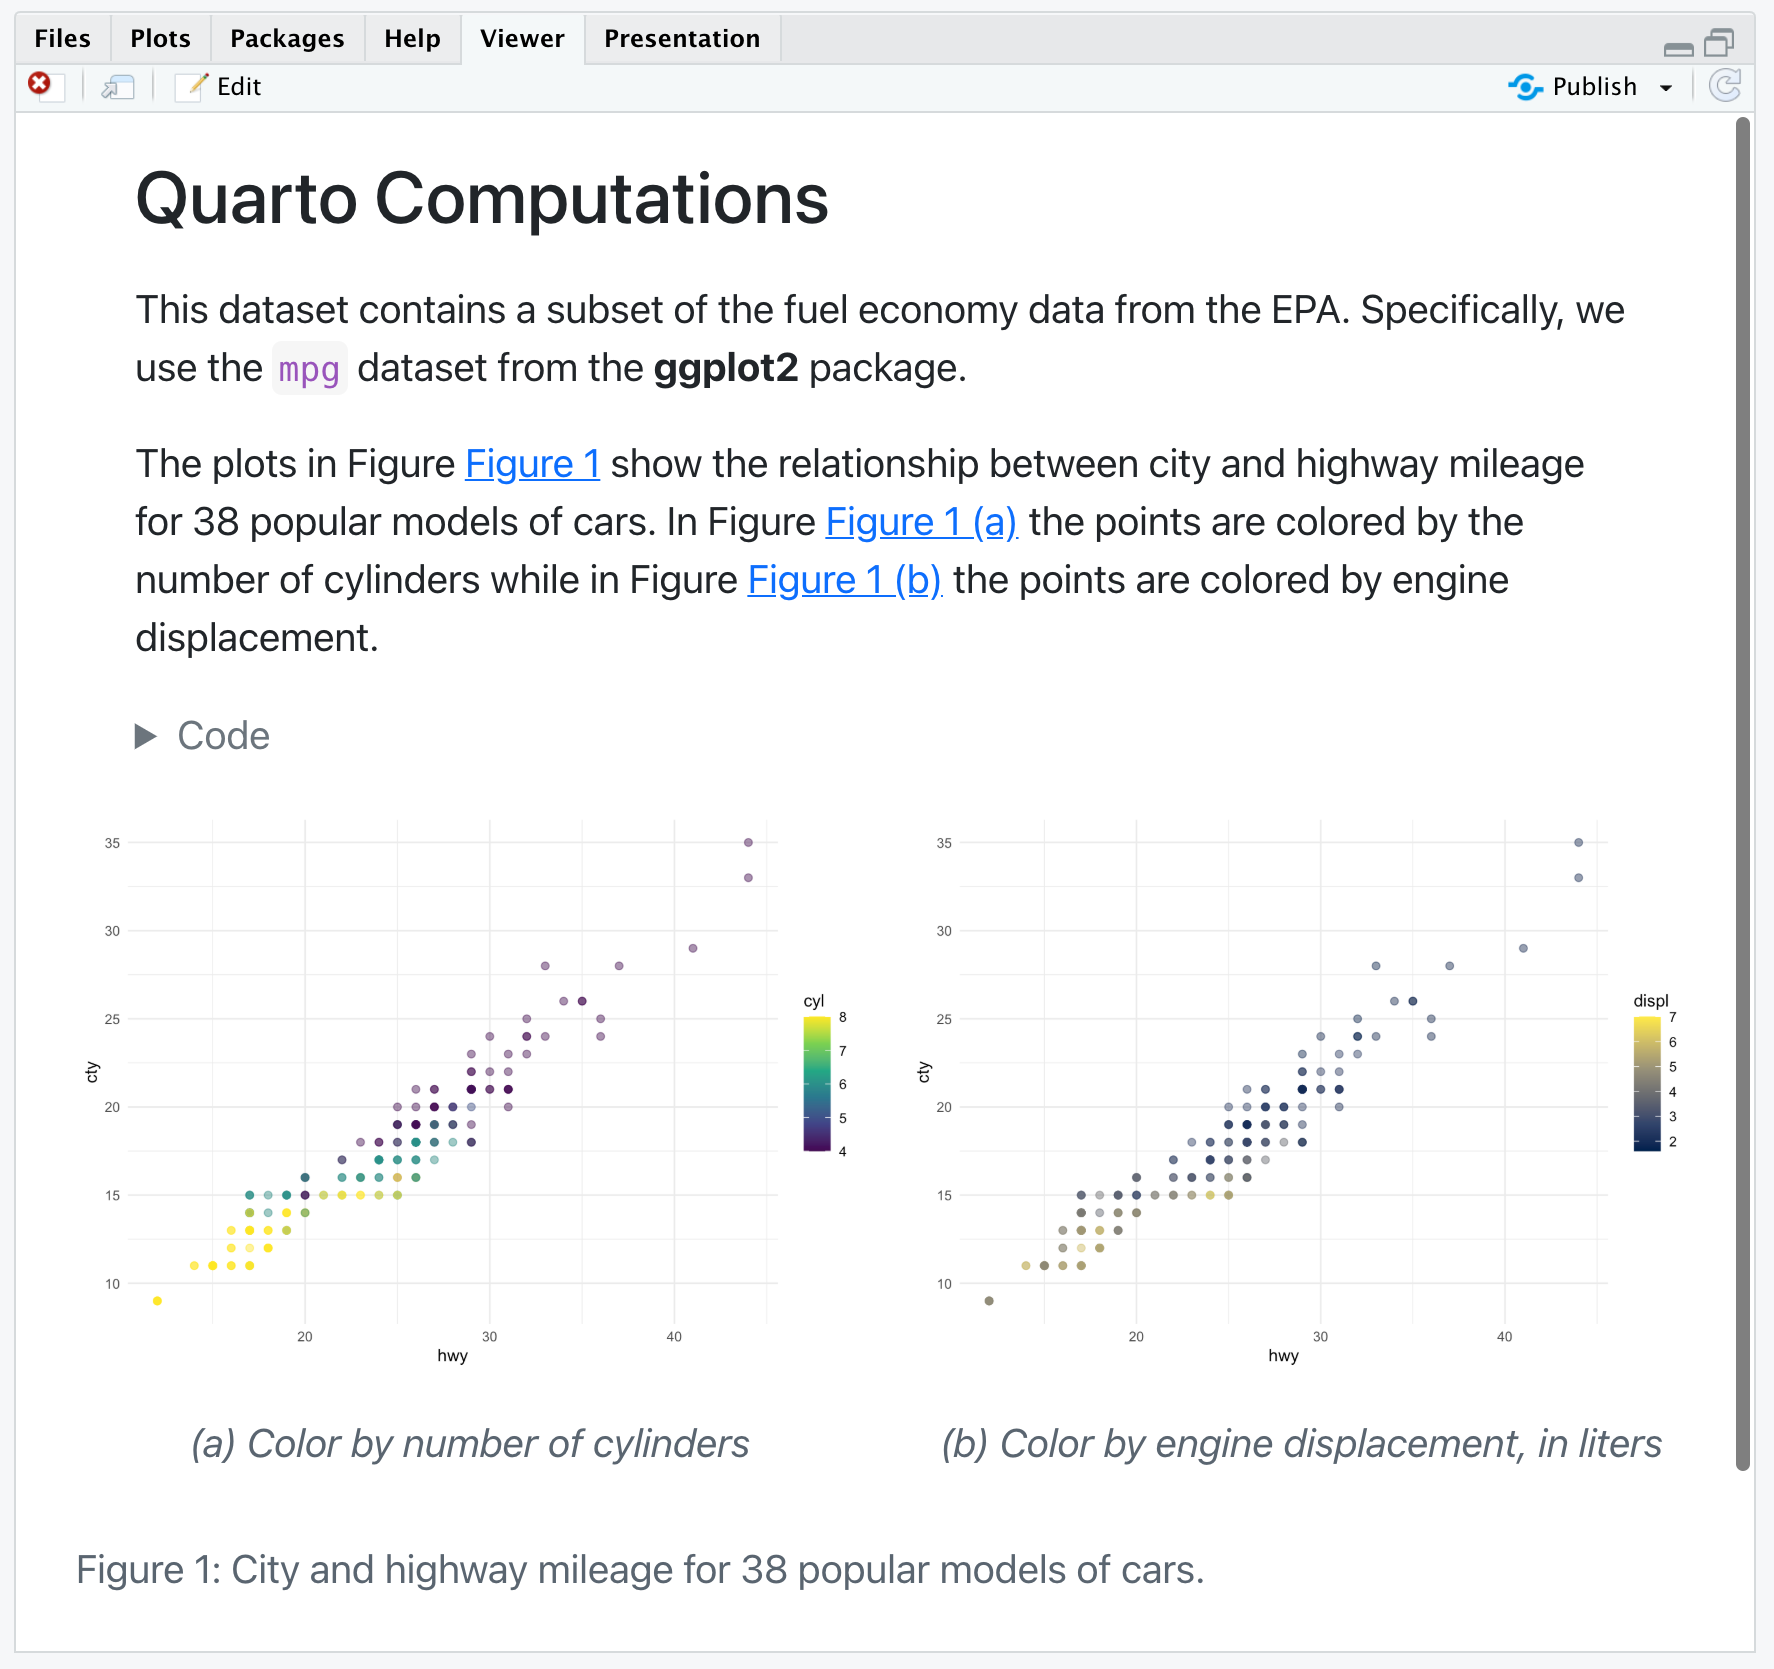 Files Plots Packages Help Viewer Presentation
Edit Publish
Quarto Computations
This dataset contains a subset of the fuel economy data from the EPA. Specifically, we
use the mpg dataset from the ggplot2 package.
The plots in Figure Figure 1 show the relationship between city and highway mileage
for 38 popular models of cars. In Figure Figure 1 (a) the points are colored by the
number of cylinders while in Figure Figure 1 (b) the points are colored by engine
displacement.
Code
35
30
25
20
15
10
cty
20 30 40
hwy
cyl
8
7
6
5
4
35
30
25
20
15
10
cty
20 30 40
hwy
displ
7
6
5
4
3
2
(a) Color by number of cylinders
(b) Color by engine displacement, in liters
Figure 1: City and highway mileage for 38 popular models of cars.